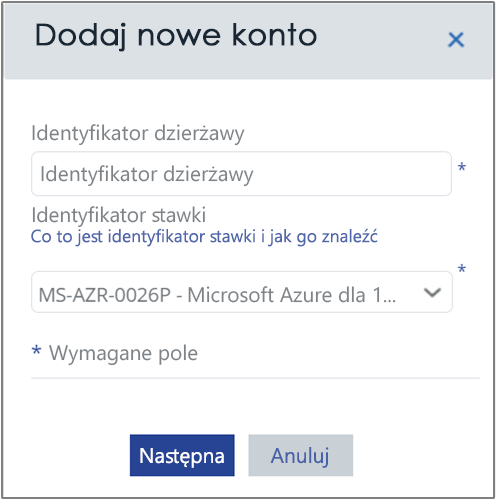 Dodaj nowe konto
Identyfikator dzierżawy
Identyfikator dzierżawy *
Identyfikator stawki
Co to jest identyfikator stawki i jak go znaleźć
MS-AZR-0026P - Microsoft Azure dla 1... *
* Wymagane pole
Następna Anuluj